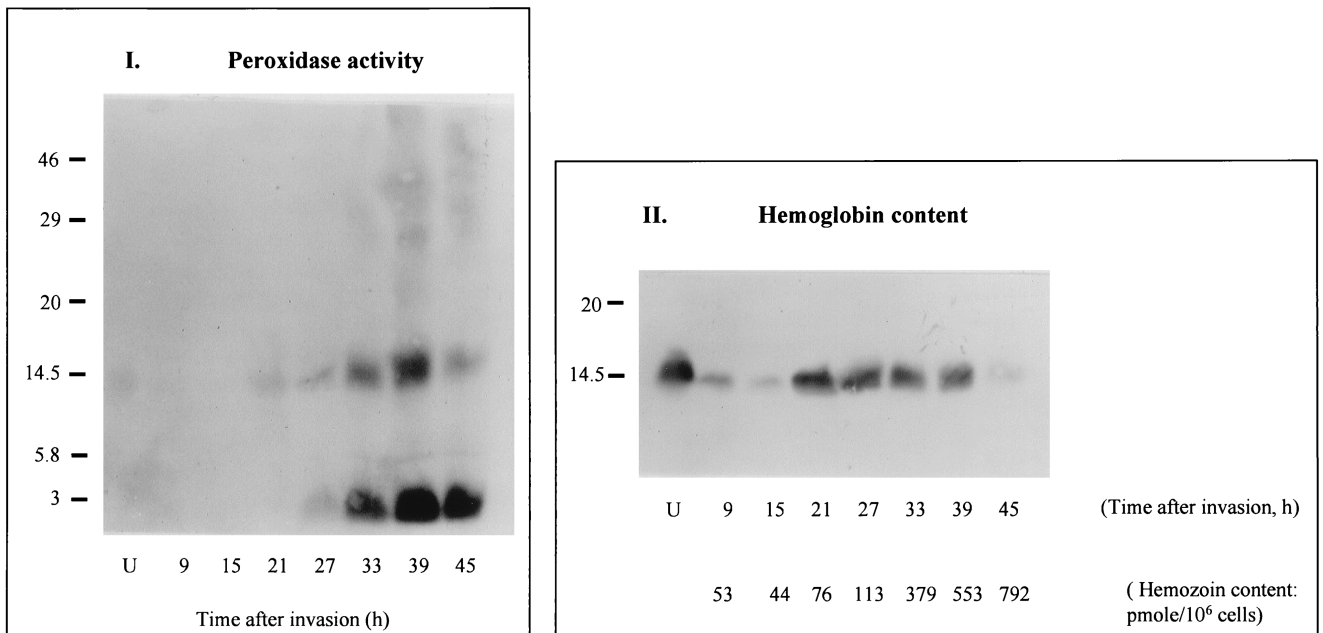 I. Peroxidase activity
46
29
20
14.5
5.8
3
U 9 15 21 27 33 39 45
Time after invasion (h)
II. Hemoglobin content
20
14.5
U 9 15 21 27 33 39 45 (Time after invasion, h)
53 44 76 113 379 553 792 ( Hemozoin content:
pmole/10⁶ cells)